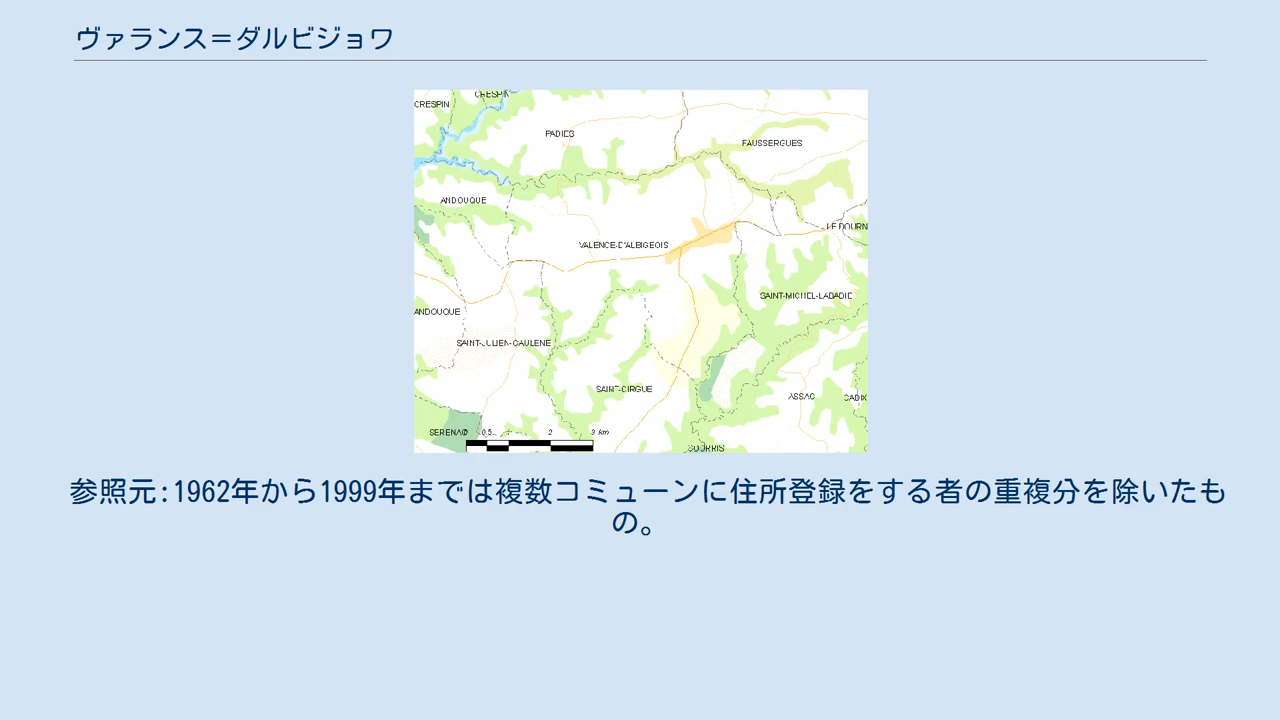 ヴァランス＝ダルビジョワ
CRESPIN
CRESPIN
PADIES
FAUSSERGUES
ANDOUQUE
LE DOURN
VALENCE-D'ALBIGEOIS
SAINT-MICHEL-LABADIE
ANDOUQUE
SAINT-JULIEN-GAULENE
SAINT-CIRGUE
ASSAC
CADIX
SERENAC
0.5
2
3 km
COURRIS
参照元:1962年から1999年までは複数コミューンに住所登録をする者の重複分を除いたも
の。